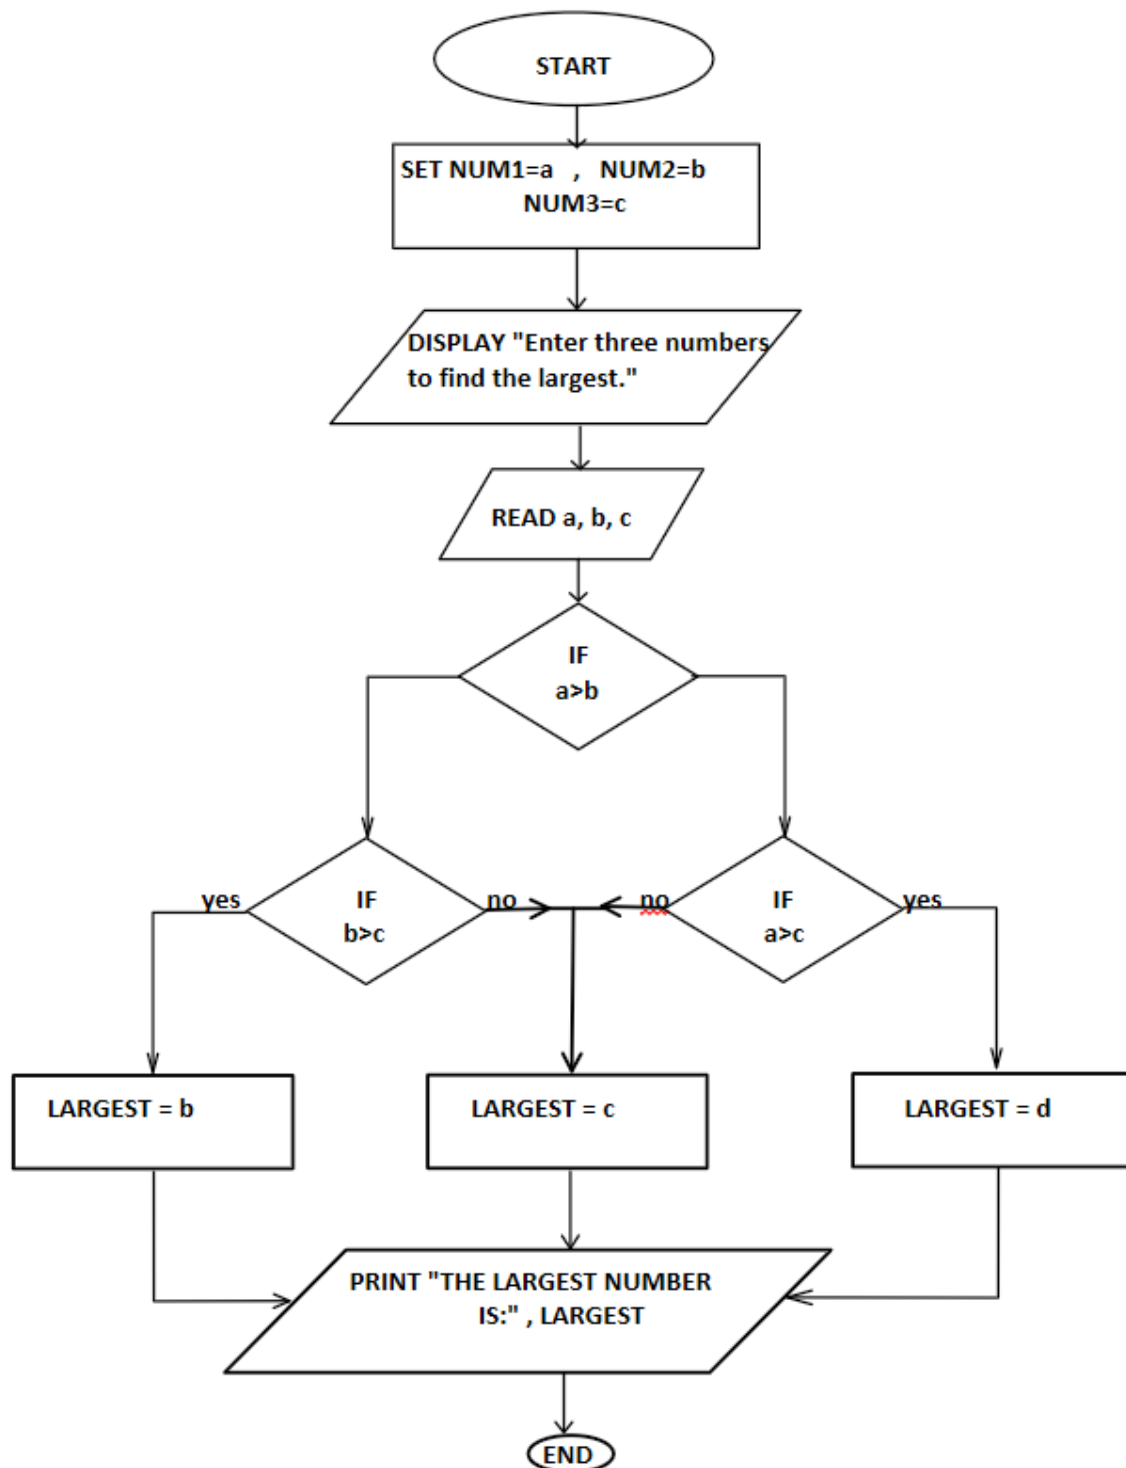 START
SET NUM1=a , NUM2=b
NUM3=c
DISPLAY "Enter three numbers
to find the largest."
READ a, b, c
IF
a>b
yes
IF
b>c
no
no
IF
a>c
yes
LARGEST = b
LARGEST = c
LARGEST = d
PRINT "THE LARGEST NUMBER
IS:" , LARGEST
END